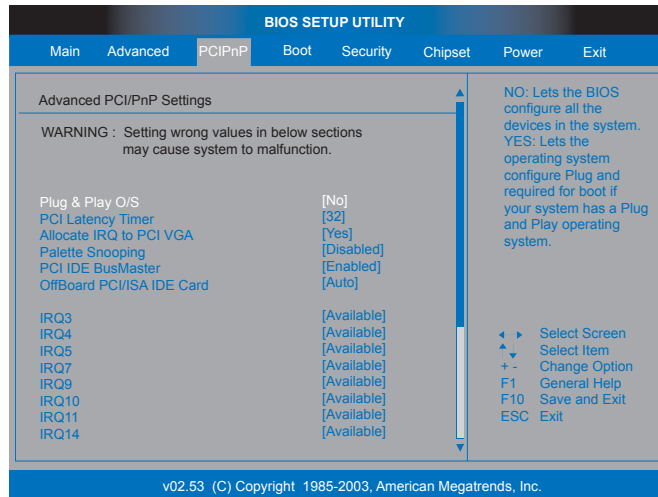 BIOS SETUP UTILITY
Main Advanced PCIPnP Boot Security Chipset Power Exit
Advanced PCI/PnP Settings
WARNING : Setting wrong values in below sections
may cause system to malfunction.
Plug & Play O/S [No]
PCI Latency Timer [32]
Allocate IRQ to PCI VGA [Yes]
Palette Snooping [Disabled]
PCI IDE BusMaster [Enabled]
OffBoard PCI/ISA IDE Card [Auto]
IRQ3 [Available]
IRQ4 [Available]
IRQ5 [Available]
IRQ7 [Available]
IRQ9 [Available]
IRQ10 [Available]
IRQ11 [Available]
IRQ14 [Available]
NO: Lets the BIOS
configure all the
devices in the system.
YES: Lets the
operating system
configure Plug and
required for boot if
your system has a Plug
and Play operating
system.
Select Screen
Select Item
+ - Change Option
F1 General Help
F10 Save and Exit
ESC Exit
v02.53 (C) Copyright 1985-2003, American Megatrends, Inc.